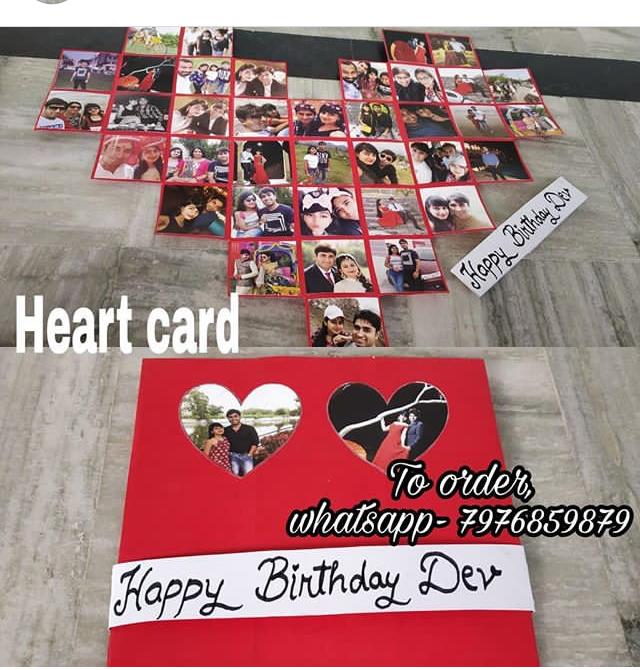 Happy Birthday Dev
Heart card
To order,
whatsapp- 7976859879
Happy Birthday Dev